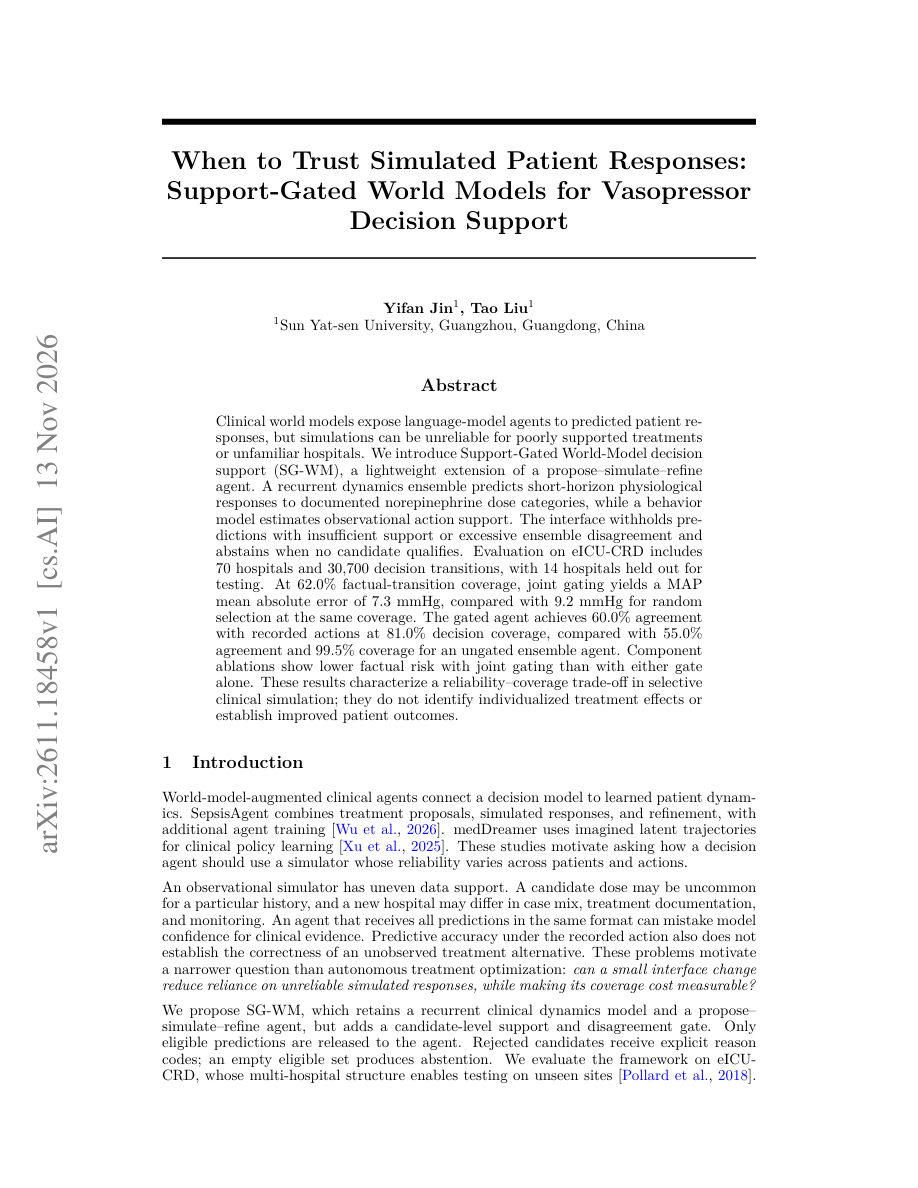 When to Trust Simulated Patient Responses:
Support-Gated World Models for Vasopressor
Decision Support
Yifan Jin1, Tao Liu1
1Sun Yat-sen University, Guangzhou, Guangdong, China
Abstract
Clinical world models expose language-model agents to predicted patient re-
sponses, but simulations can be unreliable for poorly supported treatments
or unfamiliar hospitals. We introduce Support-Gated World-Model decision
support (SG-WM), a lightweight extension of a propose–simulate–refine
agent. A recurrent dynamics ensemble predicts short-horizon physiological
responses to documented norepinephrine dose categories, while a behavior
model estimates observational action support. The interface withholds pre-
dictions with insufficient support or excessive ensemble disagreement and
abstains when no candidate qualifies. Evaluation on eICU-CRD includes
70 hospitals and 30,700 decision transitions, with 14 hospitals held out for
testing. At 62.0% factual-transition coverage, joint gating yields a MAP
mean absolute error of 7.3 mmHg, compared with 9.2 mmHg for random
selection at the same coverage. The gated agent achieves 60.0% agreement
with recorded actions at 81.0% decision coverage, compared with 55.0%
agreement and 99.5% coverage for an ungated ensemble agent. Component
ablations show lower factual risk with joint gating than with either gate
alone. These results characterize a reliability–coverage trade-off in selective
clinical simulation; they do not identify individualized treatment effects or
establish improved patient outcomes.
1 Introduction
World-model-augmented clinical agents connect a decision model to learned patient dynam-
ics. SepsisAgent combines treatment proposals, simulated responses, and refinement, with
additional agent training [Wu et al., 2026]. medDreamer uses imagined latent trajectories
for clinical policy learning [Xu et al., 2025]. These studies motivate asking how a decision
agent should use a simulator whose reliability varies across patients and actions.
An observational simulator has uneven data support. A candidate dose may be uncommon
for a particular history, and a new hospital may differ in case mix, treatment documentation,
and monitoring. An agent that receives all predictions in the same format can mistake model
confidence for clinical evidence. Predictive accuracy under the recorded action also does not
establish the correctness of an unobserved treatment alternative. These problems motivate
a narrower question than autonomous treatment optimization: can a small interface change
reduce reliance on unreliable simulated responses, while making its coverage cost measurable?
We propose SG-WM, which retains a recurrent clinical dynamics model and a propose–
simulate–refine agent, but adds a candidate-level support and disagreement gate. Only
eligible predictions are released to the agent. Rejected candidates receive explicit reason
codes; an empty eligible set produces abstention. We evaluate the framework on eICU-
CRD, whose multi-hospital structure enables testing on unseen sites [Pollard et al., 2018].
arXiv:2611.18458v1 [cs.AI] 13 Nov 2026